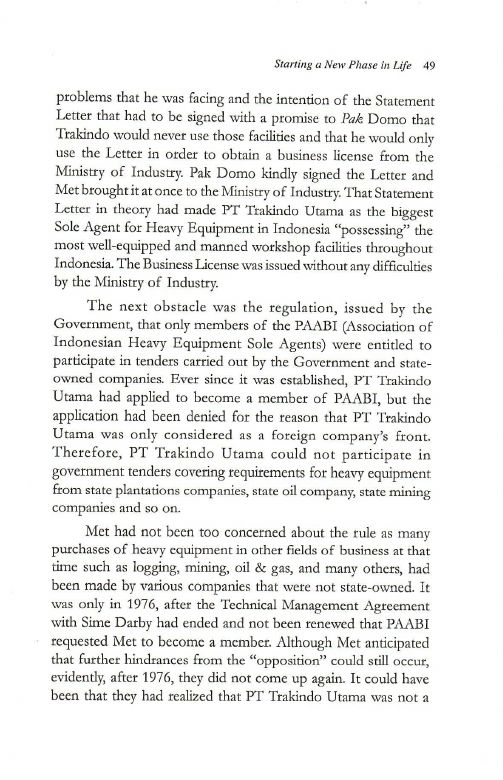 Starting a New Phase in Life 49
problems that he was facing and the intention of the Statement
Letter that had to be signed with a promise to Pak Domo that
Trakindo would never use those facilities and that he would only
use the Letter in order to obtain a business license from the
Ministry of Industry. Pak Domo kindly signed the Letter and
Met brought it at once to the Ministry of Industry. That Statement
Letter in theory had made PT Trakindo Utama as the biggest
Sole Agent for Heavy Equipment in Indonesia “possessing” the
most well-equipped and manned workshop facilities throughout
Indonesia. The Business License was issued without any difficulties
by the Ministry of Industry.
The next obstacle was the regulation, issued by the
Government, that only members of the PAABI (Association of
Indonesian Heavy Equipment Sole Agents) were entitled to
participate in tenders carried out by the Government and state-
owned companies. Ever since it was established, PT Trakindo
Utama had applied to become a member of PAABI, but the
application had been denied for the reason that PT Trakindo
Utama was only considered as a foreign company’s front.
Therefore, PT Trakindo Utama could not participate in
government tenders covering requirements for heavy equipment
from state plantations companies, state oil company, state mining
companies and so on.
Met had not been too concerned about the rule as many
purchases of heavy equipment in other fields of business at that
time such as logging, mining, oil & gas, and many others, had
been made by various companies that were not state-owned. It
was only in 1976, after the Technical Management Agreement
with Sime Darby had ended and not been renewed that PAABI
requested Met to become a member. Although Met anticipated
that further hindrances from the “opposition” could still occur,
evidently, after 1976, they did not come up again. It could have
been that they had realized that PT Trakindo Utama was not a